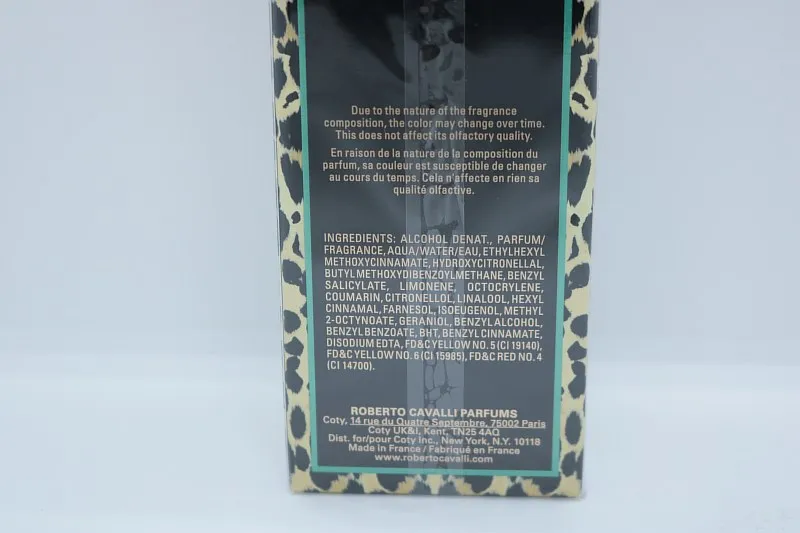 Due to the nature of the fragrance
composition, the color may change over time.
This does not affect its olfactory quality.
En raison de la nature de la composition du
parfum, sa couleur est susceptible de changer
au cours du temps. Cela n'affecte en rien sa
qualité olfactive.
INGREDIENTS: ALCOHOL DENAT., PARFUM/
FRAGRANCE, AQUA/WATER/EAU, ETHYLHEXYL
METHOXYCINNAMATE, HYDROXYCITRONELLAL,
BUTYL METHOXYDIBENZOYLMETHANE, BENZYL
SALICYLATE, LIMONENE, OCTOCRYLENE,
COUMARIN, CITRONELLOL, LINALOOL, HEXYL
CINNAMAL, FARNESOL, ISOEUGENOL, METHYL
2-OCTYNOATE, GERANIOL, BENZYL ALCOHOL,
BENZYL BENZOATE, BHT, BENZYL CINNAMATE,
DISODIUM EDTA, FD&C YELLOW NO. 5 (CI 19140),
FD&C YELLOW NO. 6 (CI 15985), FD&C RED NO. 4
(CI 14700).
ROBERTO CAVALLI PARFUMS
Coty, 14 rue du Quatre Septembre, 75002 Paris
Coty UK&I, Kent, TN25 4AQ
Dist. for/pour Coty Inc., New York, N.Y. 10118
Made in France / Fabriqué en France
www.robertocavalli.com